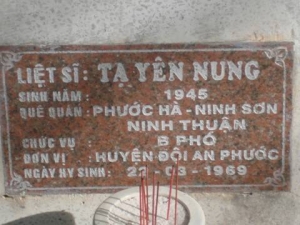 LIỆT SĨ: TẠ YÊN NUNG
SINH NĂM : 1945
QUÊ QUÁN : PHƯỚC HÀ - NINH SƠN
NINH THUẬN
CHỨC VỤ : B PHÓ
ĐƠN VỊ : HUYỆN ĐỘI AN PHƯỚC
NGÀY HY SINH: 22 - 03 - 1969